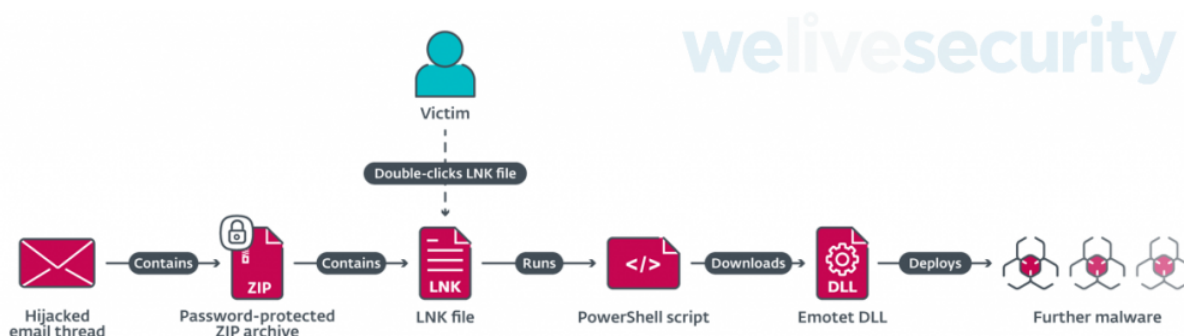 welivesecurity
Victim
Double-clicks LNK file
Contains
ZIP
Contains
LNK
Runs
</>
Downloads
DLL
Deploys
Hijacked
email thread
Password-protected
ZIP archive
LNK file
PowerShell script
Emotet DLL
Further malware